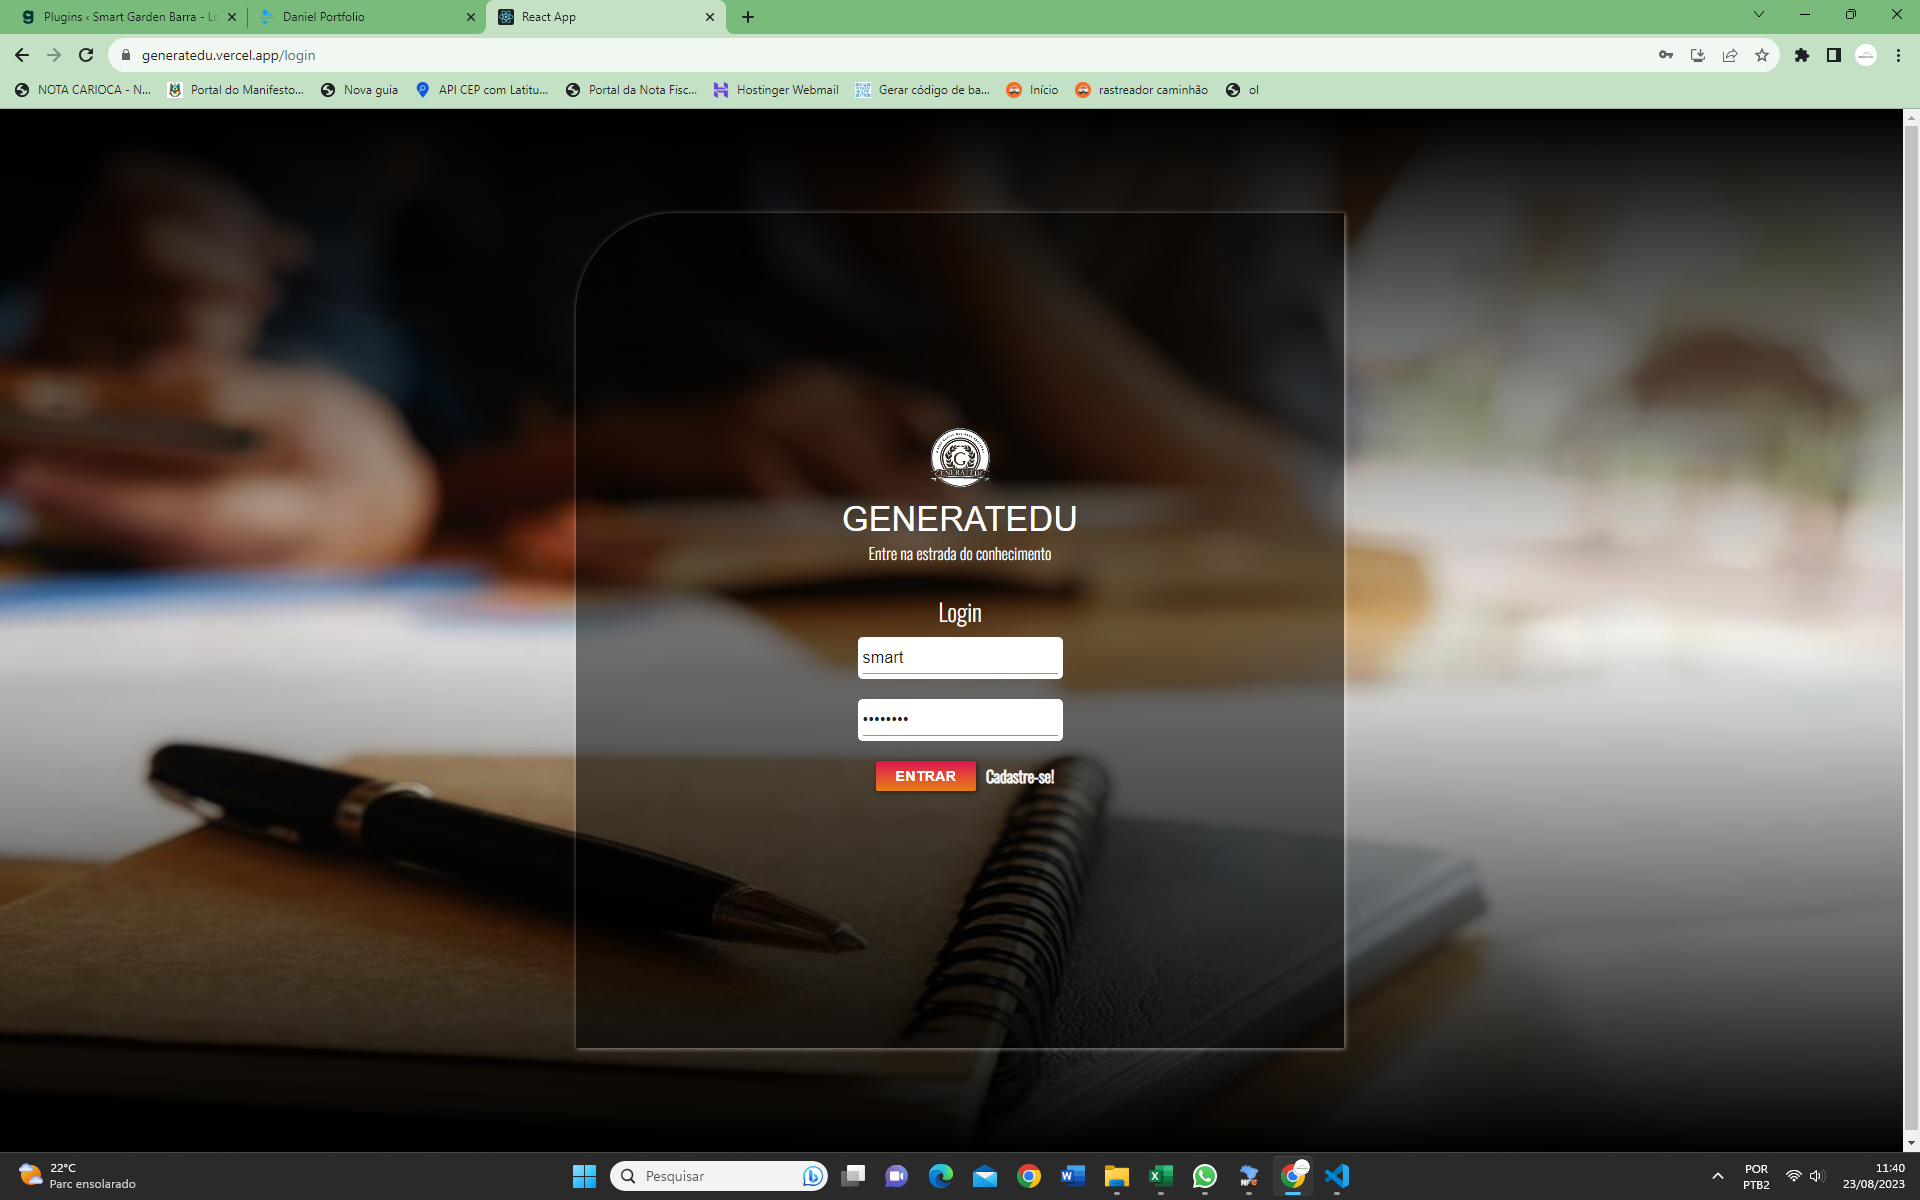 Plugins ‹ Smart Garden Barra - Lo
Daniel Portfolio
React App
generatedu.vercel.app/login
NOTA CARIOCA - N...
Portal do Manifesto...
Nova guia
API CEP com Latitu...
Portal da Nota Fisc...
Hostinger Webmail
Gerar código de ba...
Início
rastreador caminhão
ol
GENERATEDU
GENERATEDU
Entre na estrada do conhecimento
Login
smart
••••••••
ENTRAR
Cadastre-se!
22°C
Parc ensolarado
Pesquisar
NFC
POR
PTB2
11:40
23/08/2023